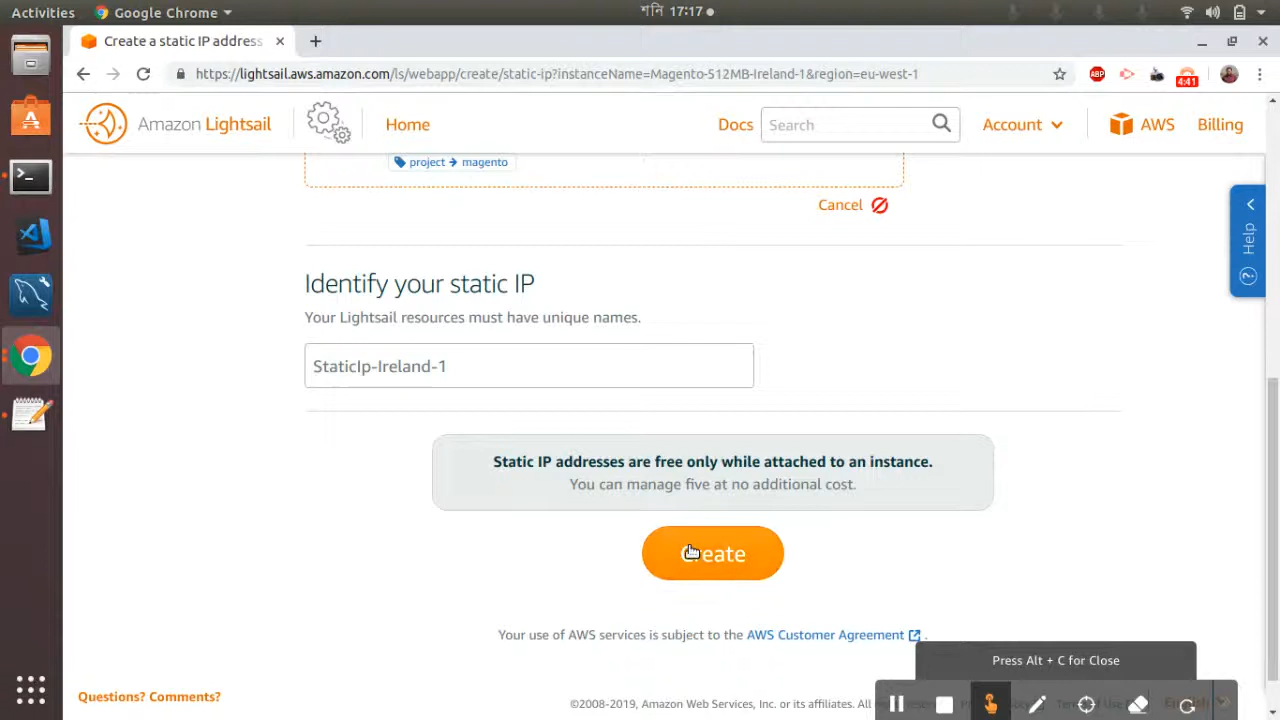 Activities
Google Chrome
শনি 17:17
Create a static IP address
https://lightsail.aws.amazon.com/ls/webapp/create/static-ip?instanceName=Magento-512MB-Ireland-1&region=eu-west-1
ABP
4:41
Amazon Lightsail
Home
Docs
Search
Account
AWS
Billing
project → magento
Cancel
Help
Identify your static IP
Your Lightsail resources must have unique names.
StaticIp-Ireland-1
Static IP addresses are free only while attached to an instance.
You can manage five at no additional cost.
Create
Your use of AWS services is subject to the AWS Customer Agreement .
Press Alt + C for Close
Questions? Comments?
©2008-2019, Amazon Web Services, Inc. or its affiliates. All
English